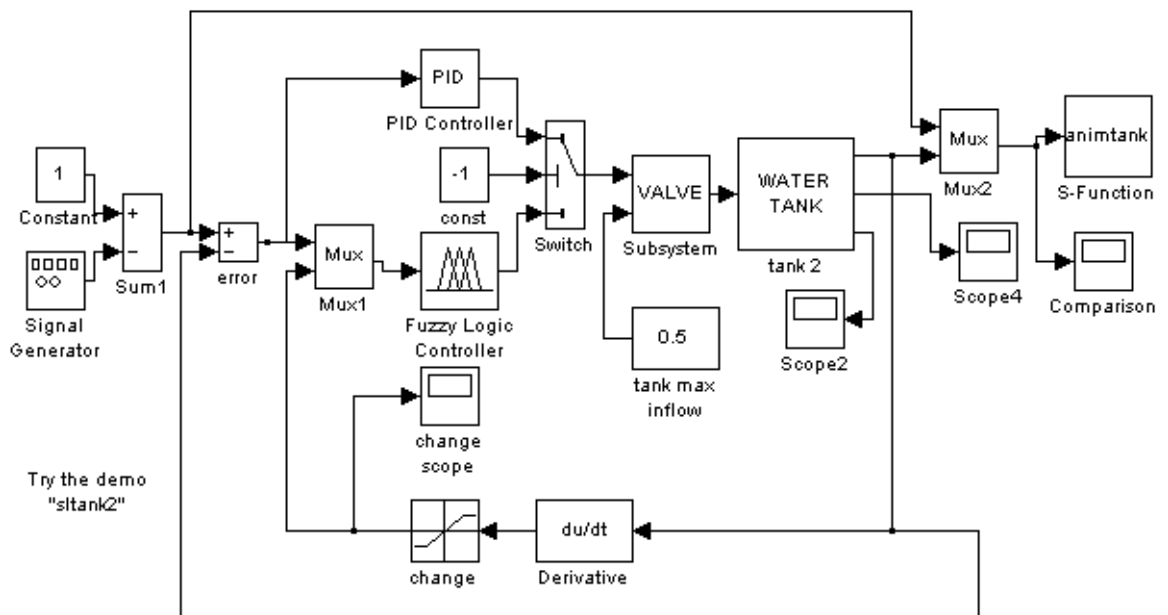 PID
PID Controller
1
Constant
-1
const
Switch
VALVE
Subsystem
WATER
TANK
tank 2
Mux
Mux2
animtank
S-Function
+
−
Sum1
+
−
error
Mux
Mux1
Signal
Generator
Fuzzy Logic
Controller
0.5
tank max
inflow
Scope2
Scope4
Comparison
change
scope
Try the demo
"sltank2"
change
du/dt
Derivative